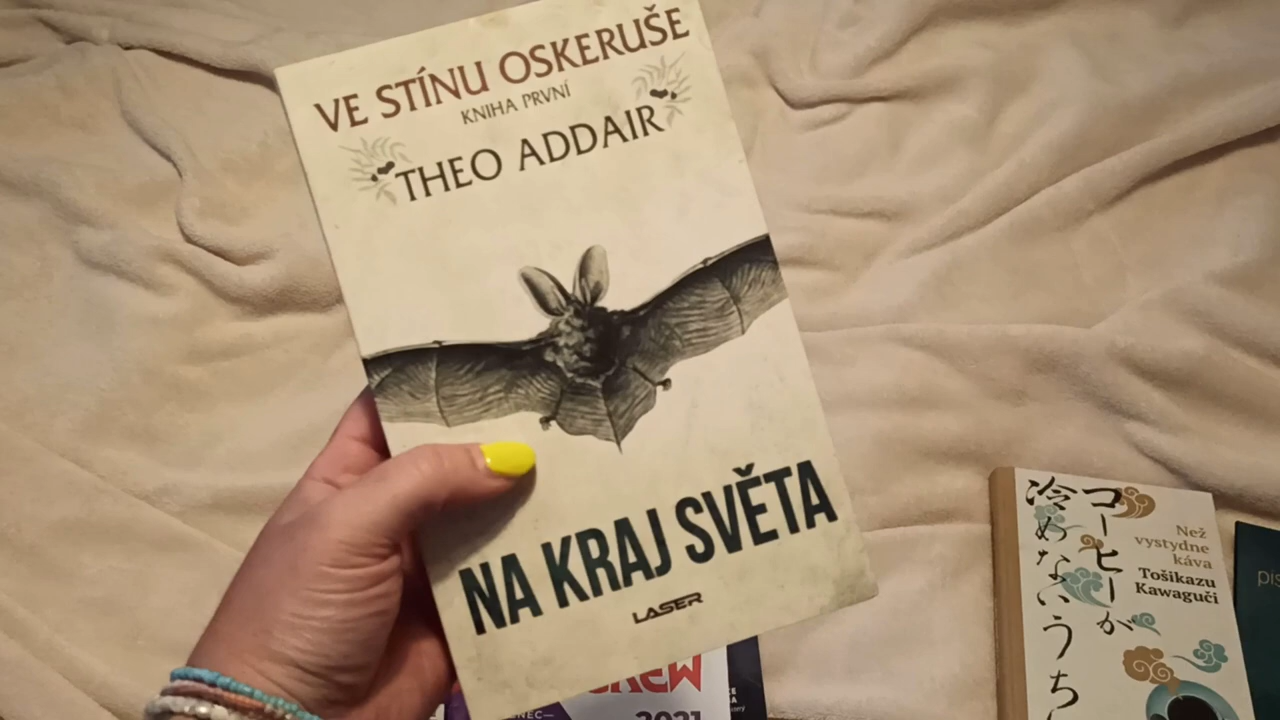 VE STÍNU OSKERUŠE
KNIHA PRVNÍ
THEO ADDAIR
NA KRAJ SVĚTA
LASER
コーヒーが
冷めないうち
Než
vystydne
káva
Tošikazu
Kawaguči
2021